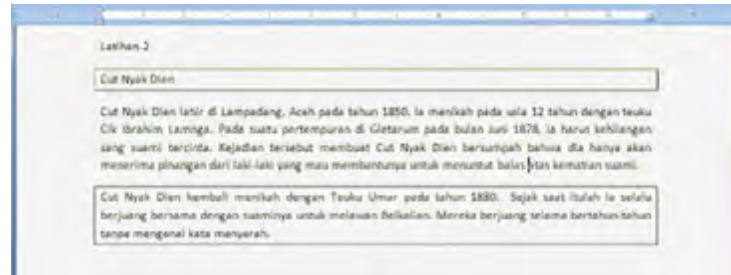 Latihan 2
Cut Nyak Dien
Cut Nyak Dien lahir di Lampadang, Aceh pada tahun 1850. Ia menikah pada usia 12 tahun dengan teuku
Cik Ibrahim Lamnga. Pada suatu pertempuran di Gletarum pada bulan Juni 1878, ia harus kehilangan
sang suami tercinta. Kejadian tersebut membuat Cut Nyak Dien bersumpah bahwa dia hanya akan
menerima pinangan dari laki-laki yang mau membantunya untuk menuntut balas atas kematian suami.
Cut Nyak Dien kembali menikah dengan Teuku Umar pada tahun 1880. Sejak saat itulah ia selalu
berjuang bersama dengan suaminya untuk melawan Belkalian. Mereka berjuang selama bertahun-tahun
tanpa mengenal kata menyerah.